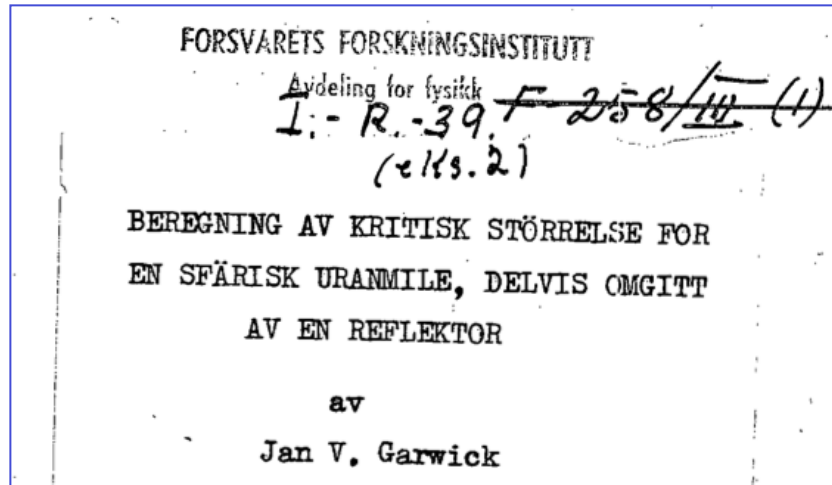 FORSVARETS FORSKNINGSINSTITUTT
Avdeling for fysikk
I.- R.-39. F-258/III (1)
(eks.2)
BEREGNING AV KRITISK STÖRRELSE FOR
EN SFÄRISK URANMILE, DELVIS OMGITT
AV EN REFLEKTOR
av
Jan V. Garwick